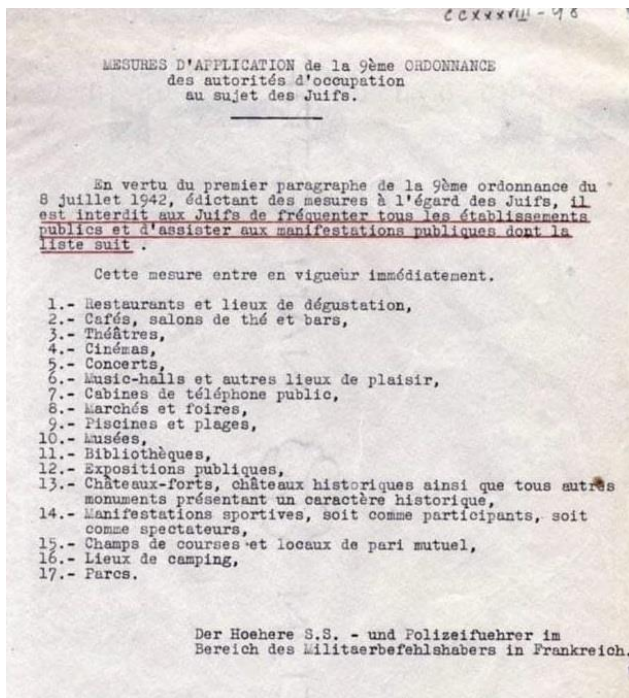 CCXXXVIII - 98
MESURES D'APPLICATION de la 9ème ORDONNANCE
des autorités d'occupation
au sujet des Juifs.
En vertu du premier paragraphe de la 9ème ordonnance du
8 juillet 1942, édictant des mesures à l'égard des Juifs, il
est interdit aux Juifs de fréquenter tous les établissements
publics et d'assister aux manifestations publiques dont la
liste suit .
Cette mesure entre en vigueur immédiatement.
1.- Restaurants et lieux de dégustation,
2.- Cafés, salons de thé et bars,
3.- Théâtres,
4.- Cinémas,
5.- Concerts,
6.- Music-halls et autres lieux de plaisir,
7.- Cabines de téléphone public,
8.- Marchés et foires,
9.- Piscines et plages,
10.- Musées,
11.- Bibliothèques,
12.- Expositions publiques,
13.- Châteaux-forts, châteaux historiques ainsi que tous autres
monuments présentant un caractère historique,
14.- Manifestations sportives, soit comme participants, soit
comme spectateurs,
15.- Champs de courses et locaux de pari mutuel,
16.- Lieux de camping,
17.- Parcs.
Der Hoehere S.S. - und Polizeifuehrer im
Bereich des Militaerbefehlshabers in Frankreich.